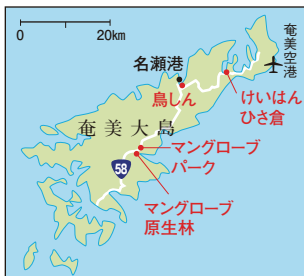 0 20km
奄美空港
名瀬港
鳥しん
けいはん
ひさ倉
奄美大島
マングローブ
パーク
58
マングローブ
原生林